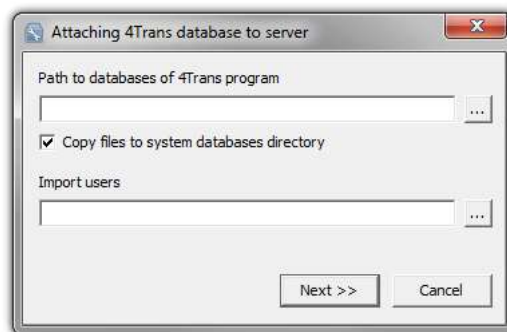 Attaching 4Trans database to server
Path to databases of 4Trans program
...
Copy files to system databases directory
Import users
...
Next >> Cancel